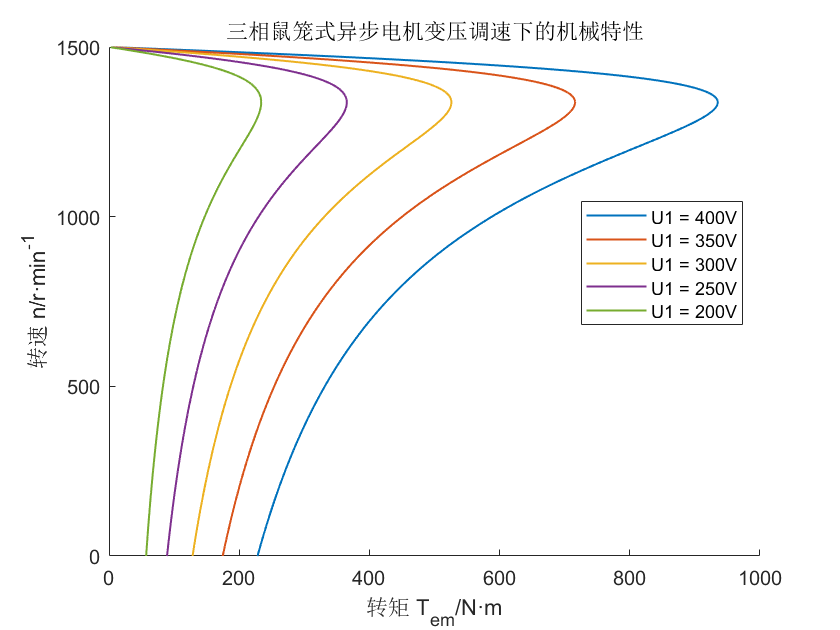 三相鼠笼式异步电机变压调速下的机械特性
1500
1000
500
0
转速 n/r·min-1
U1 = 400V
U1 = 350V
U1 = 300V
U1 = 250V
U1 = 200V
0 200 400 600 800 1000
转矩 Tem/N·m